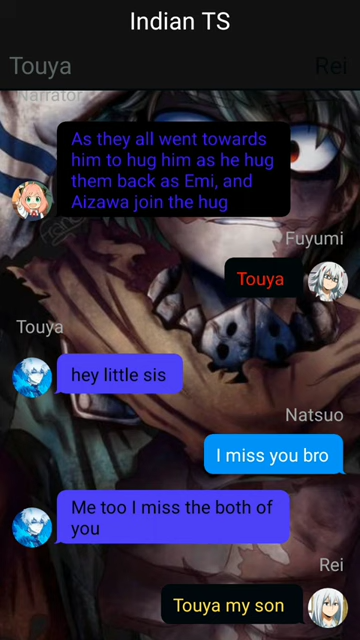 Indian TS
Touya
Rei
Narrator
As they all went towards
him to hug him as he hug
them back as Emi, and
Aizawa join the hug
Fuyumi
Touya
Touya
hey little sis
Natsuo
I miss you bro
Me too I miss the both of
you
Rei
Touya my son